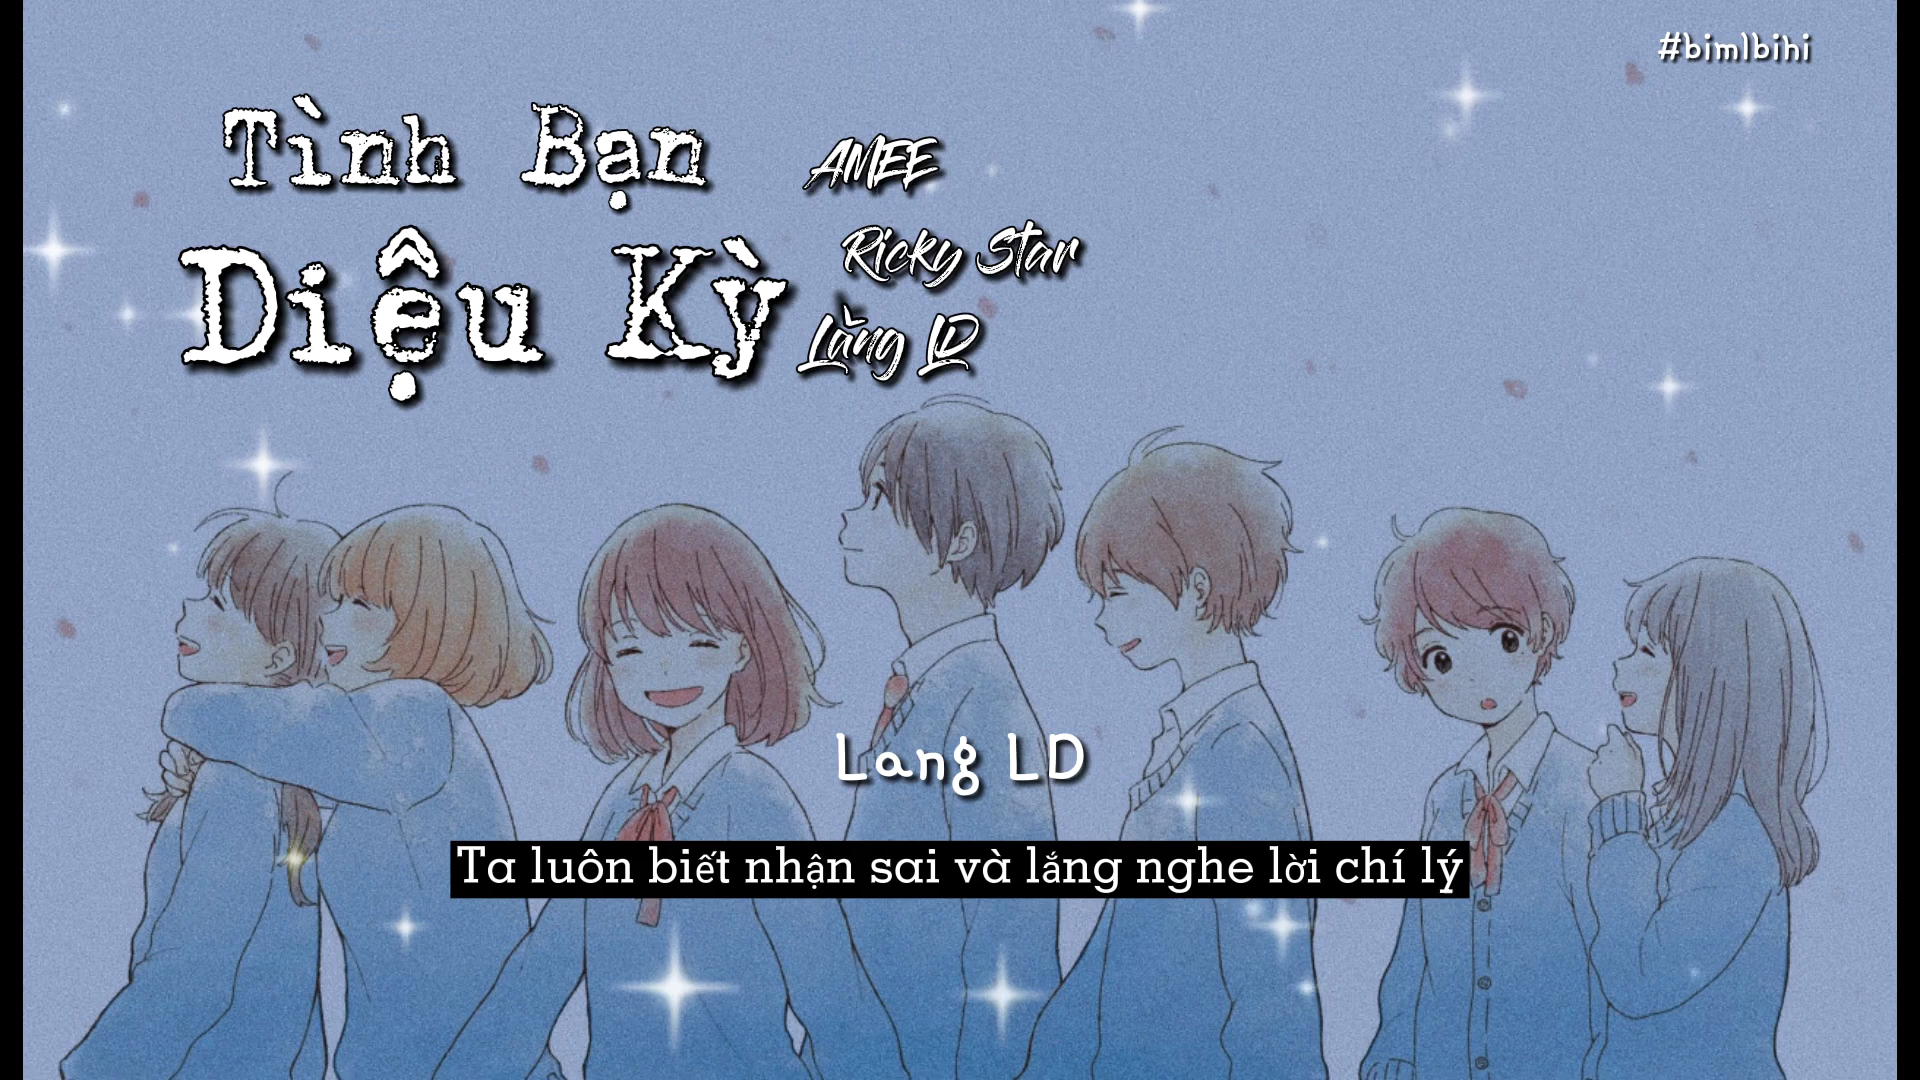 #bimlbihi
Tình Bạn
Diệu Kỳ
AMEE
Ricky Star
Lăng LD
Lang LD
Ta luôn biết nhận sai và lắng nghe lời chí lý